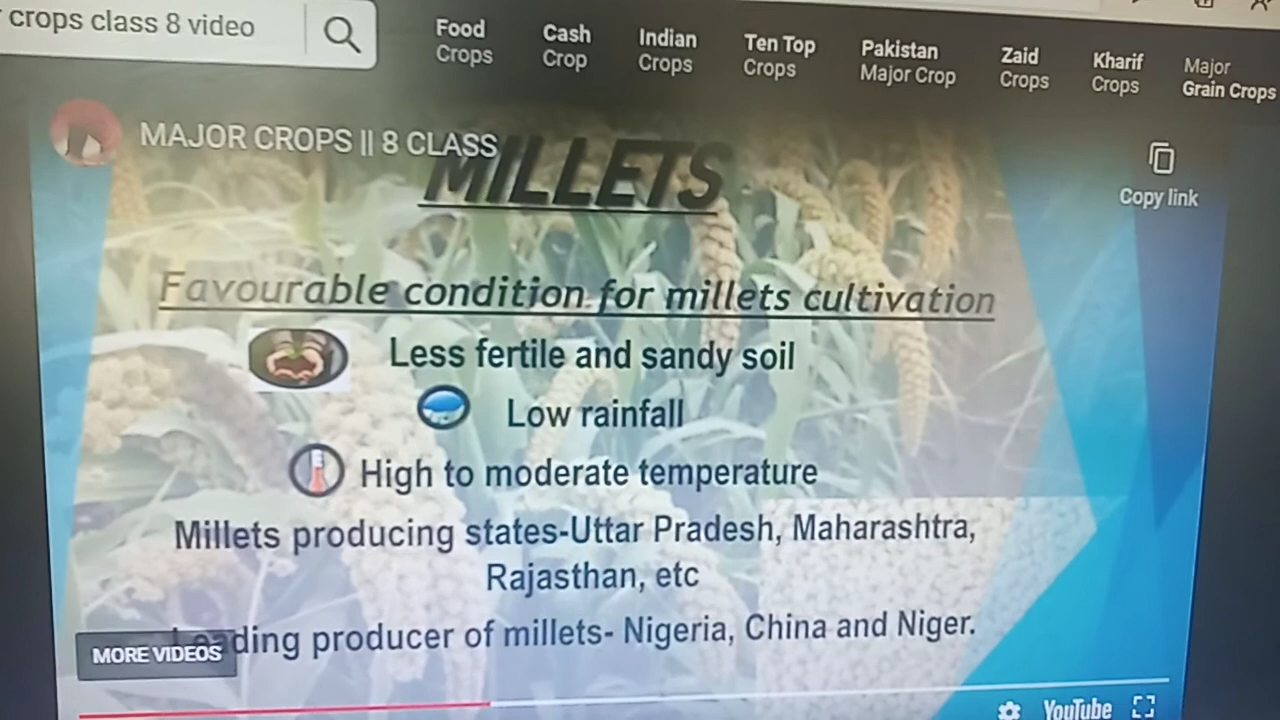 crops class 8 video
Food
Crops
Cash
Crop
Indian
Crops
Ten Top
Crops
Pakistan
Major Crop
Zaid
Crops
Kharif
Crops
Major
Grain Crops
MAJOR CROPS || 8 CLASS
Copy link
MILLETS
Favourable condition for millets cultivation
Less fertile and sandy soil
Low rainfall
High to moderate temperature
Millets producing states-Uttar Pradesh, Maharashtra,
Rajasthan, etc
Leading producer of millets- Nigeria, China and Niger.
MORE VIDEOS
YouTube